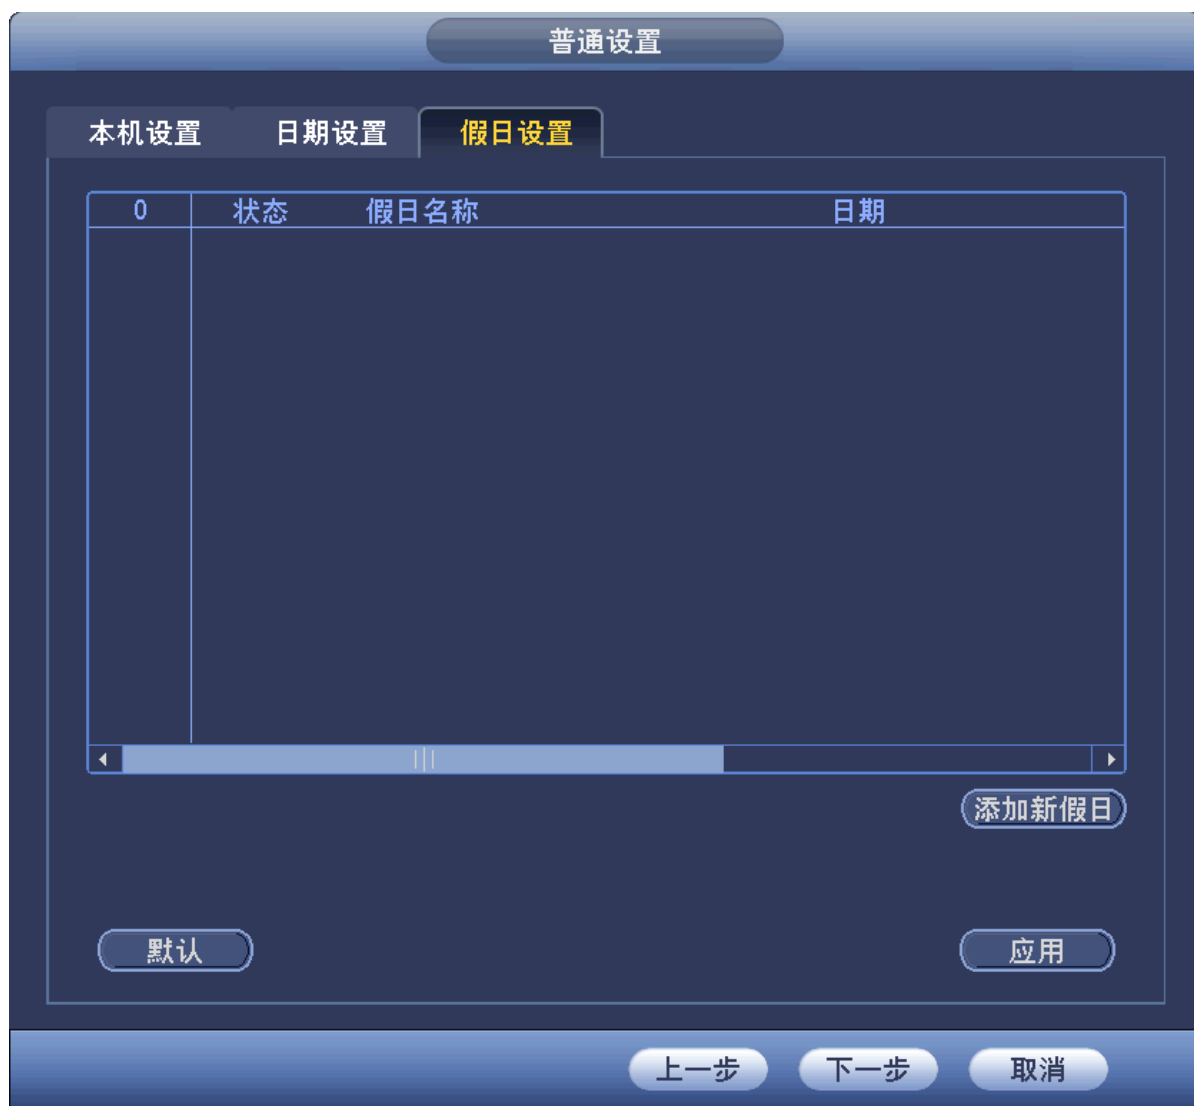 普通设置
本机设置 日期设置 假日设置
0 状态 假日名称 日期
添加新假日
默认 应用
上一步 下一步 取消